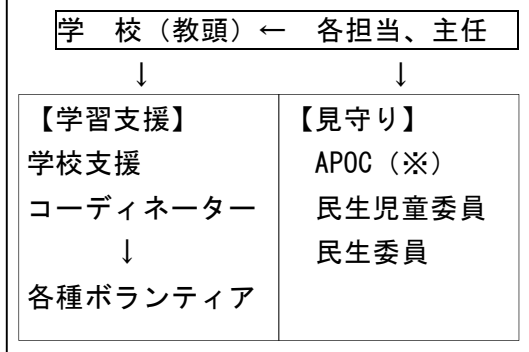 学　校（教頭）←　各担当、主任
↓　↓
【学習支援】
学校支援
コーディネーター
↓
各種ボランティア
【見守り】
APOC（※）
民生児童委員
民生委員